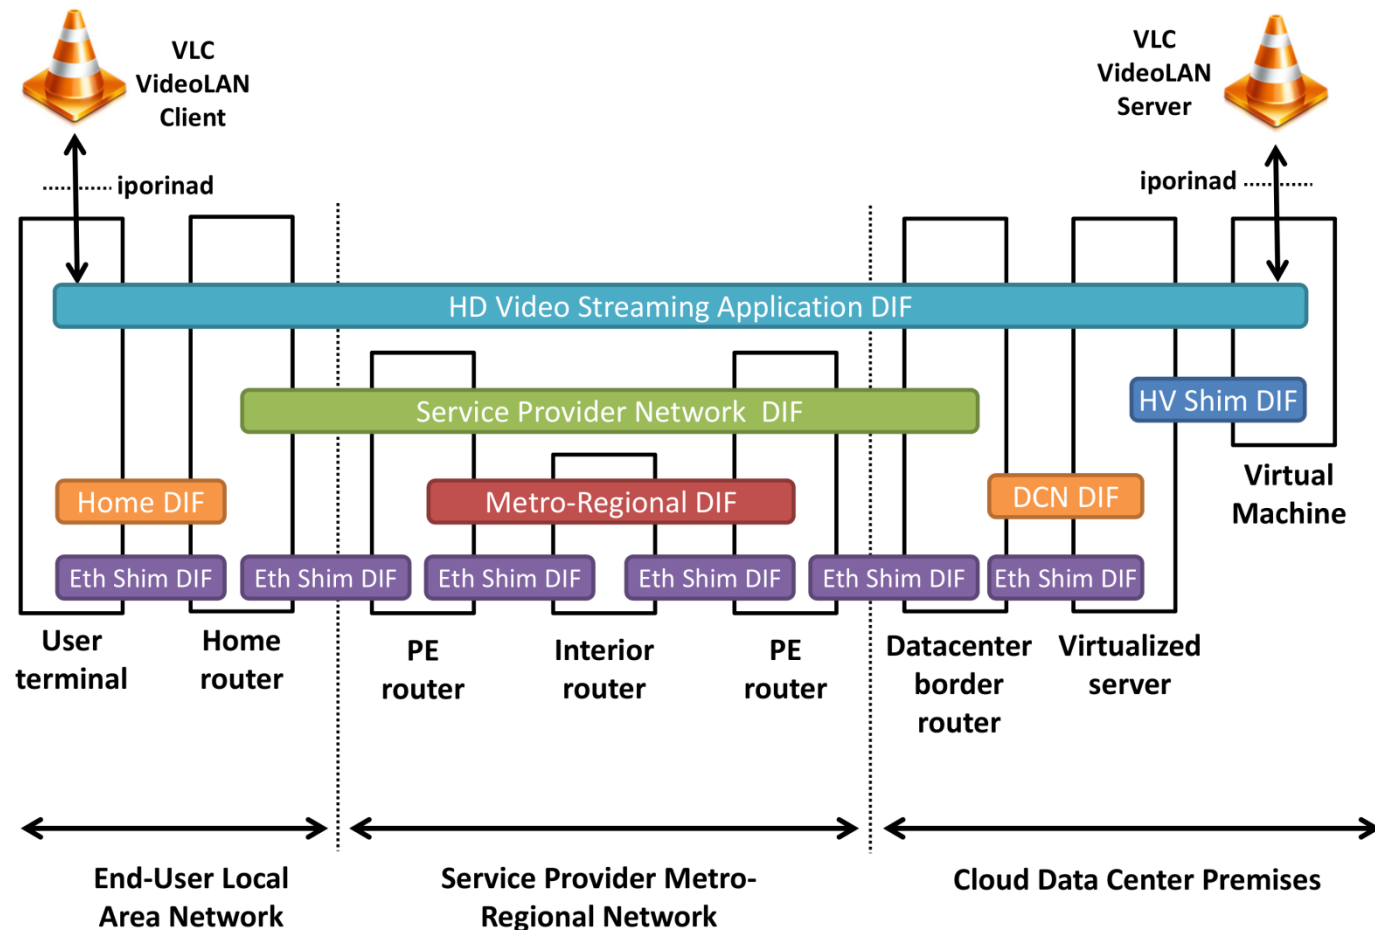 VLC
VideoLAN
Client
VLC
VideoLAN
Server
iporinad
iporinad
HD Video Streaming Application DIF
Service Provider Network DIF
HV Shim DIF
Home DIF
Metro-Regional DIF
DCN DIF
Virtual
Machine
Eth Shim DIF
Eth Shim DIF
Eth Shim DIF
Eth Shim DIF
Eth Shim DIF
Eth Shim DIF
User
terminal
Home
router
PE
router
Interior
router
PE
router
Datacenter
border
router
Virtualized
server
End-User Local
Area Network
Service Provider Metro-
Regional Network
Cloud Data Center Premises